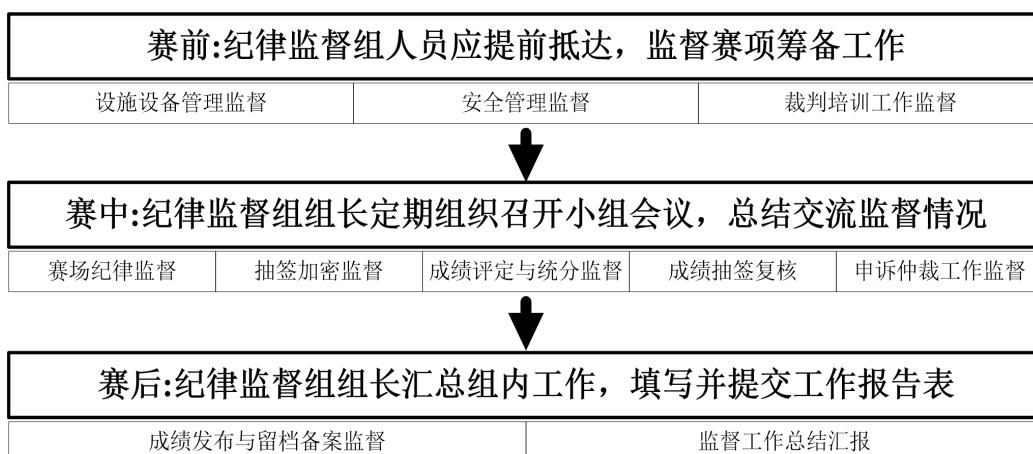 赛前:纪律监督组人员应提前抵达，监督赛项筹备工作
设施设备管理监督
安全管理监督
裁判培训工作监督
赛中:纪律监督组组长定期组织召开小组会议，总结交流监督情况
赛场纪律监督
抽签加密监督
成绩评定与统分监督
成绩抽签复核
申诉仲裁工作监督
赛后:纪律监督组组长汇总组内工作，填写并提交工作报告表
成绩发布与留档备案监督
监督工作总结汇报